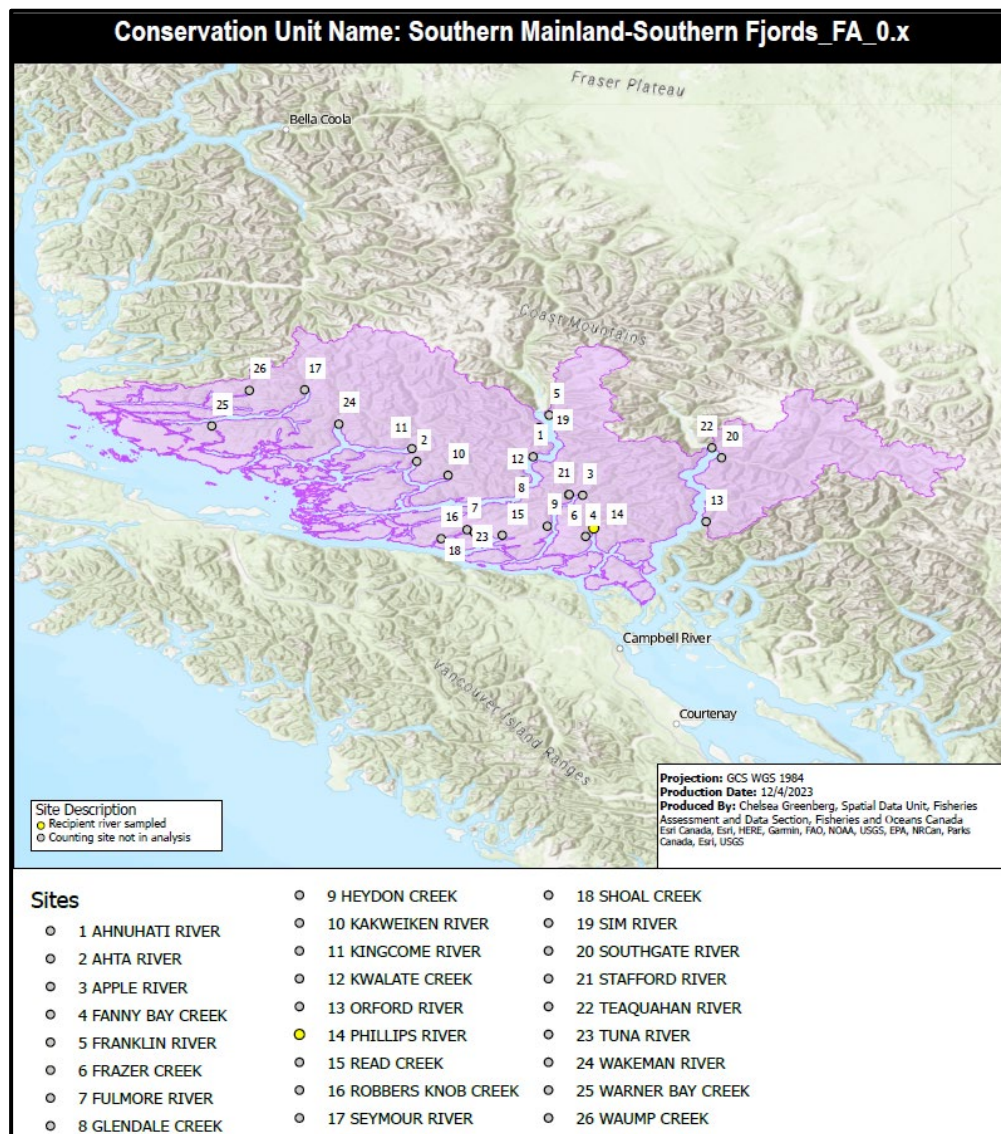 Conservation Unit Name: Southern Mainland-Southern Fjords_FA_0.x
Fraser Plateau
Bella Coola
Coast Mountains
26
17
5
25
24
19
22
11
2
1
20
10
12
21
3
8
13
7
16
15
9
6
4
14
23
18
Campbell River
Vancouver Island Ranges
Courtenay
Site Description
Recipient river sampled
Counting site not in analysis
Projection: GCS WGS 1984
Production Date: 12/4/2023
Produced By: Chelsea Greenberg, Spatial Data Unit, Fisheries
Assessment and Data Section, Fisheries and Oceans Canada
Esri Canada, Esri, HERE, Garmin, FAO, NOAA, USGS, EPA, NRCan, Parks
Canada, Esri, USGS
Sites
1 AHNUHATI RIVER
2 AHTA RIVER
3 APPLE RIVER
4 FANNY BAY CREEK
5 FRANKLIN RIVER
6 FRAZER CREEK
7 FULMORE RIVER
8 GLENDALE CREEK
9 HEYDON CREEK
10 KAKWEIKEN RIVER
11 KINGCOME RIVER
12 KWALATE CREEK
13 ORFORD RIVER
14 PHILLIPS RIVER
15 READ CREEK
16 ROBBERS KNOB CREEK
17 SEYMOUR RIVER
18 SHOAL CREEK
19 SIM RIVER
20 SOUTHGATE RIVER
21 STAFFORD RIVER
22 TEAQUAHAN RIVER
23 TUNA RIVER
24 WAKEMAN RIVER
25 WARNER BAY CREEK
26 WAUMP CREEK